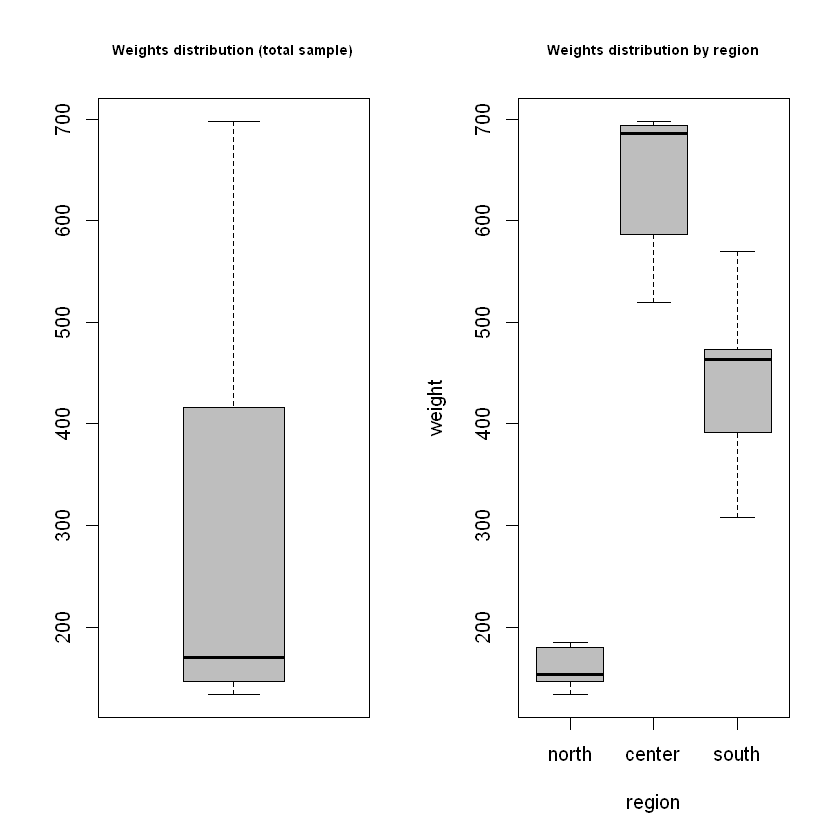 Weights distribution (total sample)
700
600
500
400
300
200
Weights distribution by region
weight
700
600
500
400
300
200
north center south
region